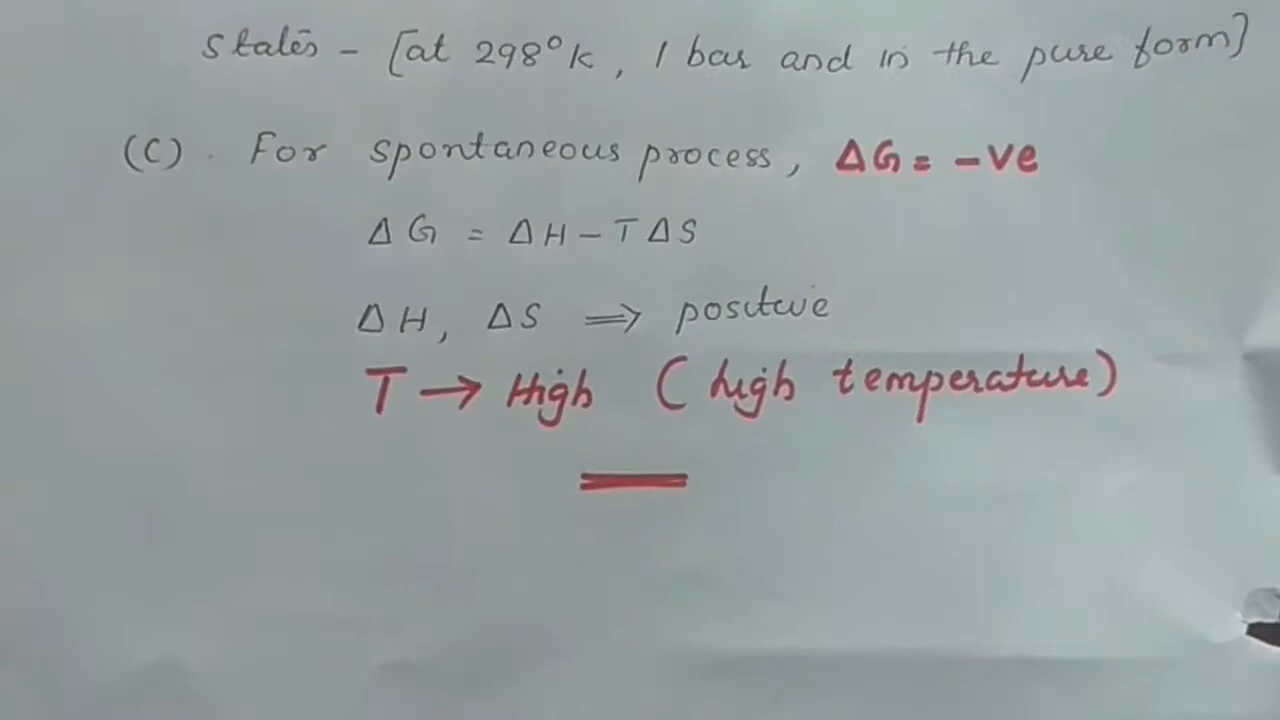 states - [at 298°k, 1 bar and in the pure form]
(C). For spontaneous process, ΔG = -ve
ΔG = ΔH - TΔS
ΔH, ΔS ⇒ positive
T → High (high temperature)